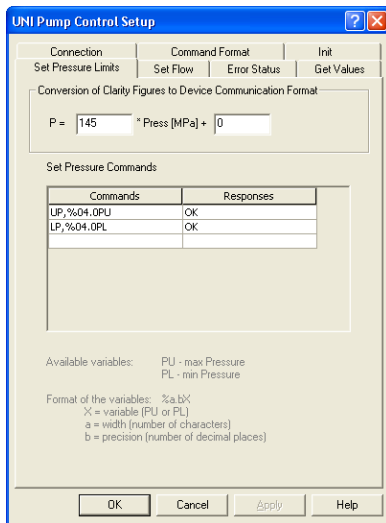 UNI Pump Control Setup
Connection Command Format Init
Set Pressure Limits Set Flow Error Status Get Values
Conversion of Clarity Figures to Device Communication Format
P = 145 * Press [MPa] + 0
Set Pressure Commands
Commands Responses
UP,%04.0PU OK
LP,%04.0PL OK
Available variables: PU - max Pressure
PL - min Pressure
Format of the variables: %a.bX
X = variable (PU or PL)
a = width (number of characters)
b = precision (number of decimal places)
OK Cancel Apply Help